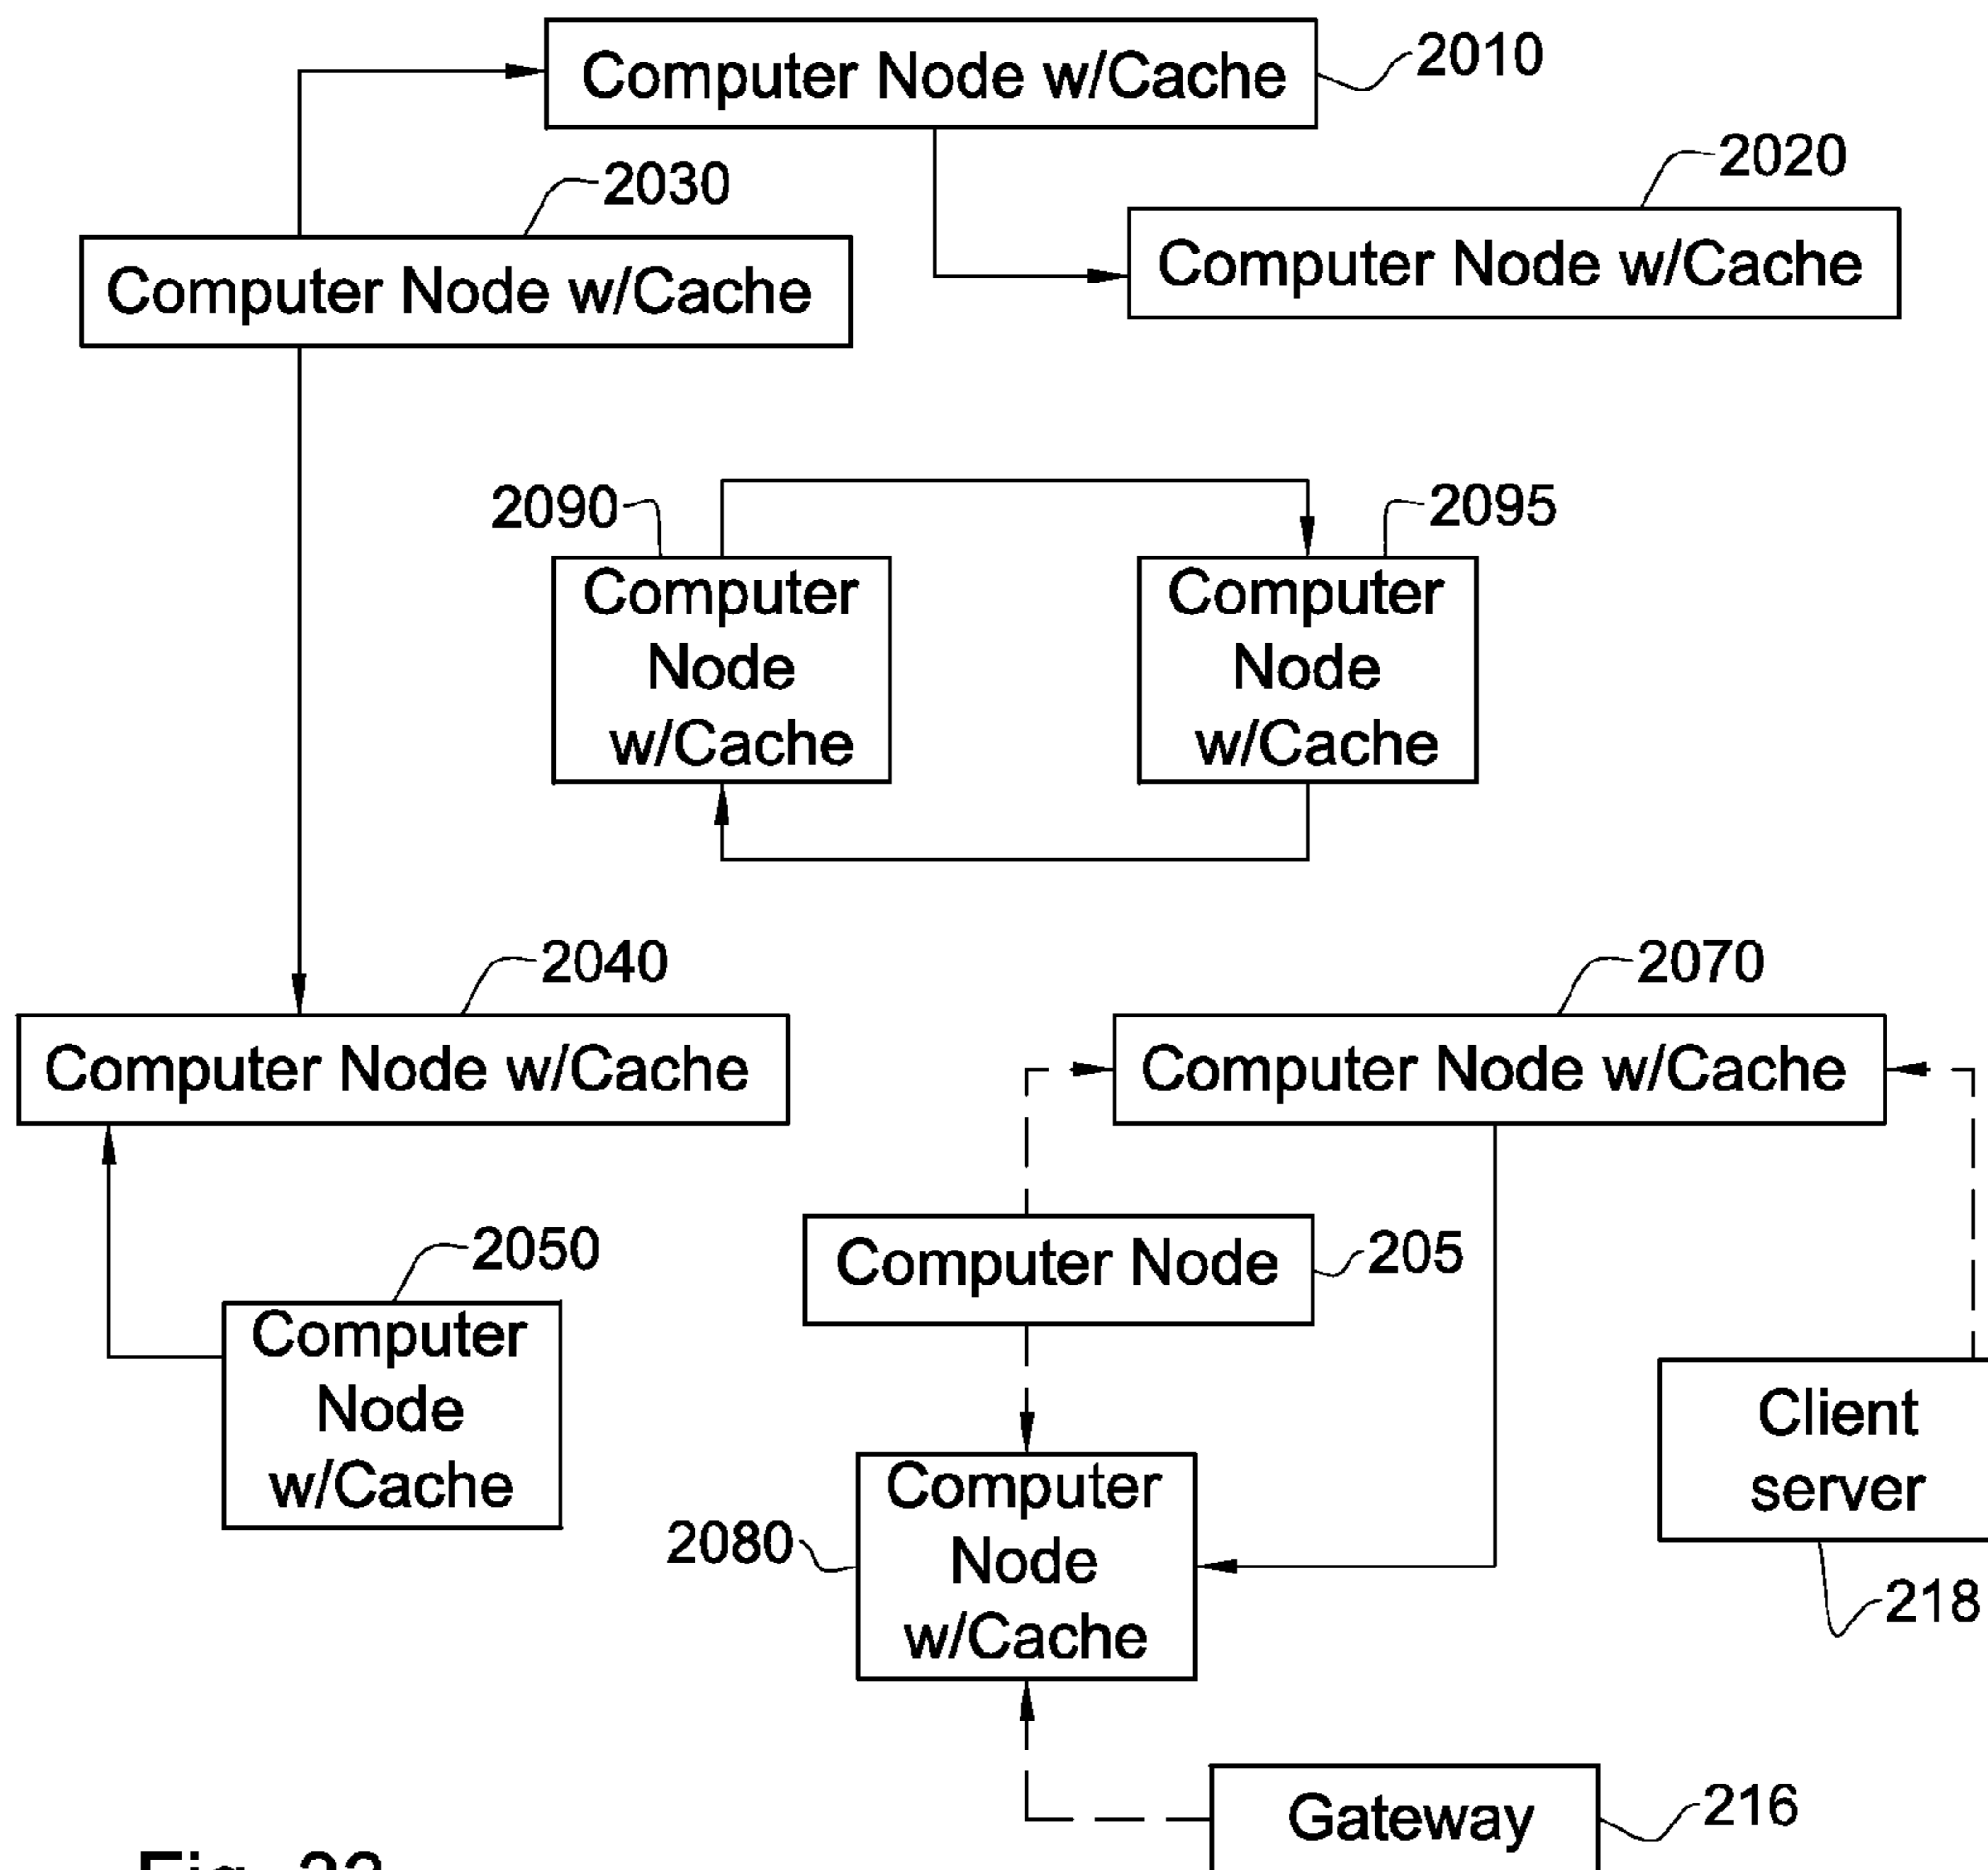 Computer Node w/Cache
2010
2020
2030
Computer Node w/Cache
Computer Node w/Cache
2090
2095
Computer
Node
w/Cache
Computer
Node
w/Cache
2040
2070
Computer Node w/Cache
Computer Node w/Cache
2050
Computer Node
205
Computer
Node
w/Cache
Client
server
2080
Computer
Node
w/Cache
218
Gateway
216